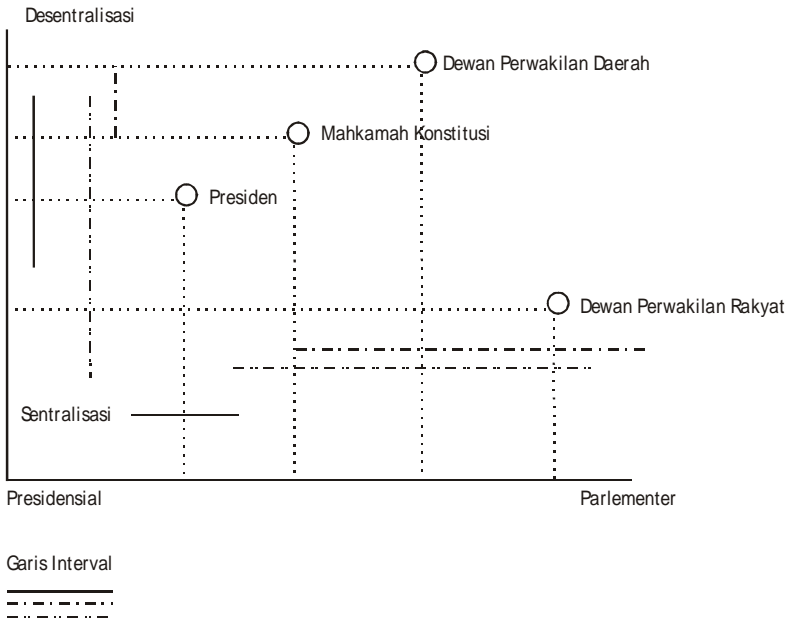 Desentralisasi
Dewan Perwakilan Daerah
Mahkamah Konstitusi
Presiden
Dewan Perwakilan Rakyat
Sentralisasi
Presidensial
Parlementer
Garis Interval